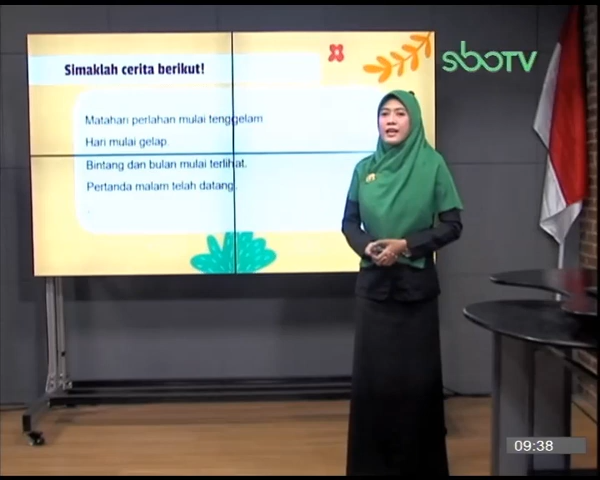 Simaklah cerita berikut!
sboTV
Matahari perlahan mulai tenggelam
Hari mulai gelap.
Bintang dan bulan mulai terlihat.
Pertanda malam telah datang.
09:38